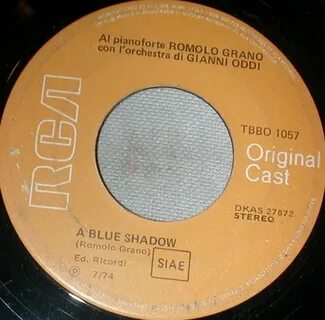 Al pianoforte ROMOLO GRANO
con l'orchestra di GIANNI ODDI
RCA
TBBO 1057
Original
Cast
DKAS 27872
STEREO
A BLUE SHADOW
(Romolo Grano)
Ed. Ricordi
SIAE
℗ 7/74